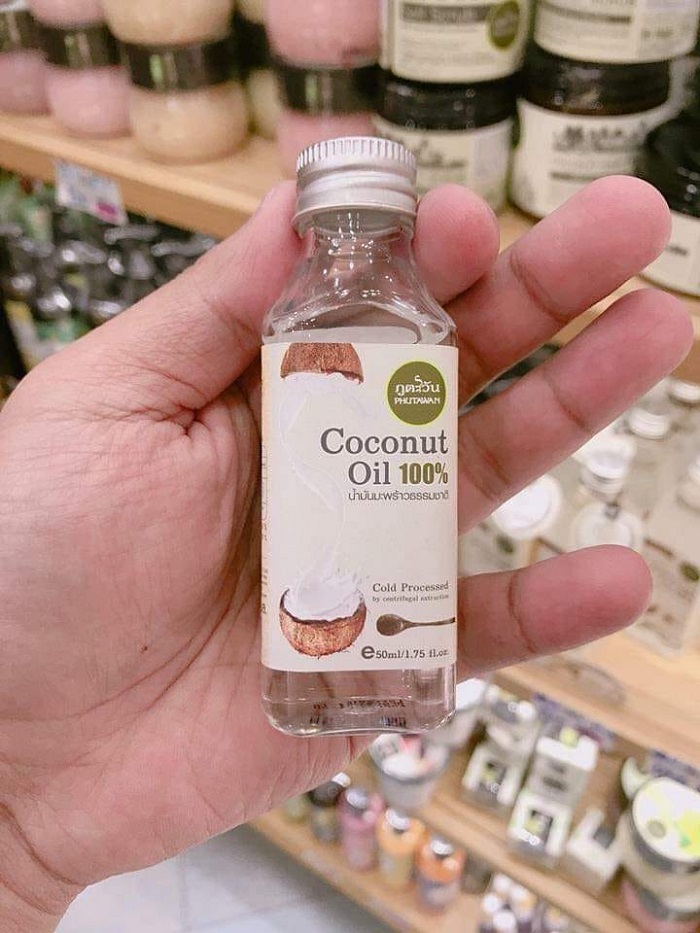 ภูตะวัน
PHUTAWAN
Coconut
Oil 100%
น้ำมันมะพร้าวธรรมชาติ
Cold Processed
by centrifugal extraction
e50ml/1.75 fl.oz.